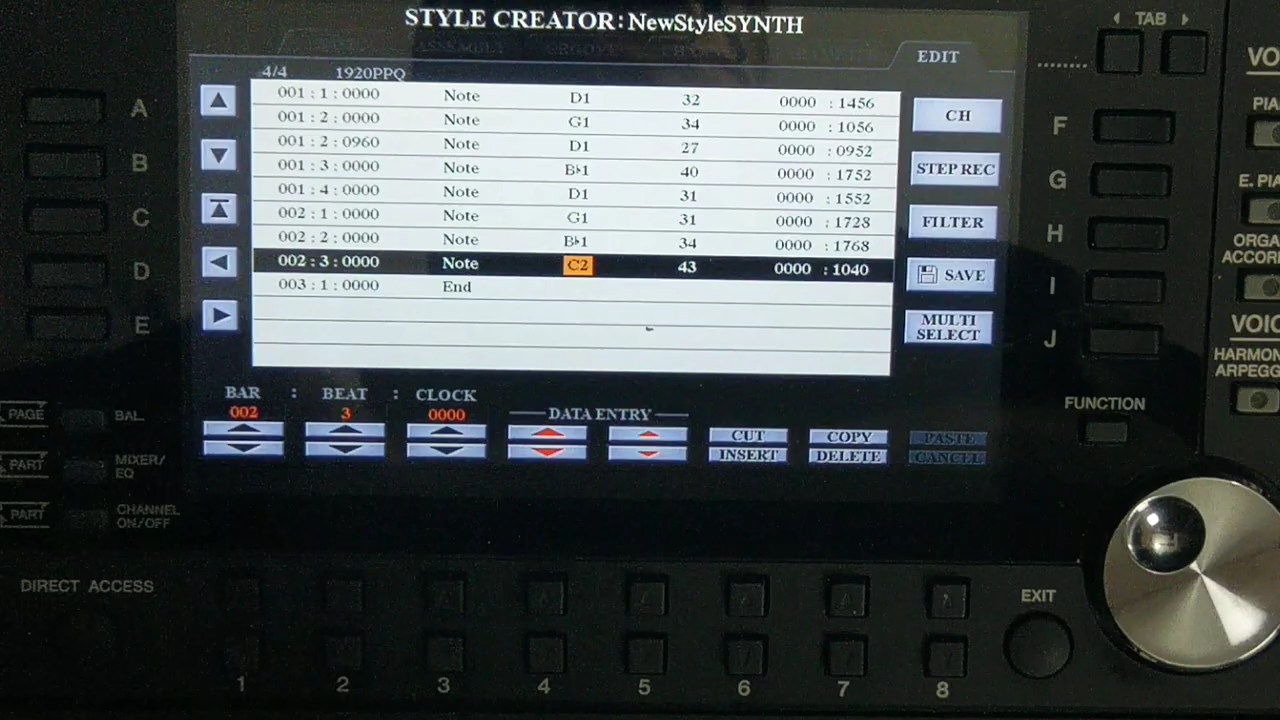 STYLE CREATOR:NewStyleSYNTH
TAB
EDIT
4/4 1920PPQ
001 : 1 : 0000 Note D1 32 0000 : 1456
001 : 2 : 0000 Note G1 34 0000 : 1056
001 : 2 : 0960 Note D1 27 0000 : 0952
001 : 3 : 0000 Note B♭1 40 0000 : 1752
001 : 4 : 0000 Note D1 31 0000 : 1552
002 : 1 : 0000 Note G1 31 0000 : 1728
002 : 2 : 0000 Note B♭1 34 0000 : 1768
002 : 3 : 0000 Note C2 43 0000 : 1040
003 : 1 : 0000 End
A
B
C
D
E
CH
STEP REC
FILTER
SAVE
MULTI
SELECT
F
G
H
I
J
VO
PIA
E. PIA
ORGA
ACCOR
VOIC
HARMON
ARPEGG
BAR : BEAT : CLOCK
002 3 0000
DATA ENTRY
CUT COPY PASTE
INSERT DELETE CANCEL
FUNCTION
PAGE BAL.
PART MIXER/
EQ
PART CHANNEL
ON/OFF
DIRECT ACCESS
EXIT
1 2 3 4 5 6 7 8